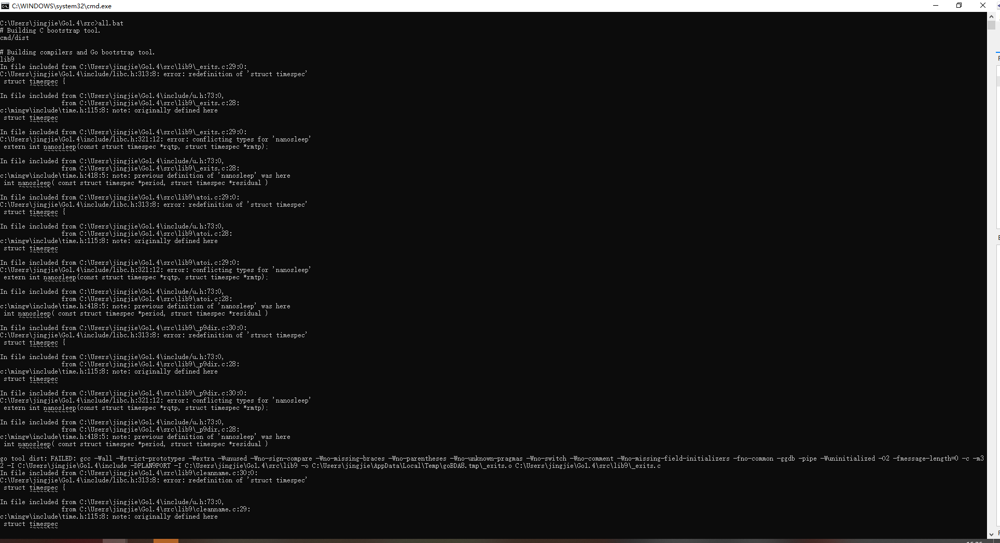 C:\WINDOWS\system32\cmd.exe
C:\Users\jingjie\Go1.4\src>all.bat
# Building C bootstrap tool.
cmd/dist
# Building compilers and Go bootstrap tool.
lib9
In file included from C:\Users\jingjie\Go1.4\src\lib9\_exits.c:29:0:
C:\Users\jingjie\Go1.4\include/libc.h:313:8: error: redefinition of 'struct timespec'
 struct timespec {
        ^~~~~~~~
In file included from C:\Users\jingjie\Go1.4\include/u.h:73:0,
                 from C:\Users\jingjie\Go1.4\src\lib9\_exits.c:28:
c:\mingw\include\time.h:115:8: note: originally defined here
 struct timespec
        ^~~~~~~~
In file included from C:\Users\jingjie\Go1.4\src\lib9\_exits.c:29:0:
C:\Users\jingjie\Go1.4\include/libc.h:321:12: error: conflicting types for 'nanosleep'
 extern int nanosleep(const struct timespec *rqtp, struct timespec *rmtp);
            ^~~~~~~~~
In file included from C:\Users\jingjie\Go1.4\include/u.h:73:0,
                 from C:\Users\jingjie\Go1.4\src\lib9\_exits.c:28:
c:\mingw\include\time.h:418:5: note: previous definition of 'nanosleep' was here
 int nanosleep( const struct timespec *period, struct timespec *residual )
     ^~~~~~~~~
In file included from C:\Users\jingjie\Go1.4\src\lib9\atoi.c:29:0:
C:\Users\jingjie\Go1.4\include/libc.h:313:8: error: redefinition of 'struct timespec'
 struct timespec {
        ^~~~~~~~
In file included from C:\Users\jingjie\Go1.4\include/u.h:73:0,
                 from C:\Users\jingjie\Go1.4\src\lib9\atoi.c:28:
c:\mingw\include\time.h:115:8: note: originally defined here
 struct timespec
        ^~~~~~~~
In file included from C:\Users\jingjie\Go1.4\src\lib9\atoi.c:29:0:
C:\Users\jingjie\Go1.4\include/libc.h:321:12: error: conflicting types for 'nanosleep'
 extern int nanosleep(const struct timespec *rqtp, struct timespec *rmtp);
            ^~~~~~~~~
In file included from C:\Users\jingjie\Go1.4\include/u.h:73:0,
                 from C:\Users\jingjie\Go1.4\src\lib9\atoi.c:28:
c:\mingw\include\time.h:418:5: note: previous definition of 'nanosleep' was here
 int nanosleep( const struct timespec *period, struct timespec *residual )
     ^~~~~~~~~
In file included from C:\Users\jingjie\Go1.4\src\lib9\_p9dir.c:30:0:
C:\Users\jingjie\Go1.4\include/libc.h:313:8: error: redefinition of 'struct timespec'
 struct timespec {
        ^~~~~~~~
In file included from C:\Users\jingjie\Go1.4\include/u.h:73:0,
                 from C:\Users\jingjie\Go1.4\src\lib9\_p9dir.c:28:
c:\mingw\include\time.h:115:8: note: originally defined here
 struct timespec
        ^~~~~~~~
In file included from C:\Users\jingjie\Go1.4\src\lib9\_p9dir.c:30:0:
C:\Users\jingjie\Go1.4\include/libc.h:321:12: error: conflicting types for 'nanosleep'
 extern int nanosleep(const struct timespec *rqtp, struct timespec *rmtp);
            ^~~~~~~~~
In file included from C:\Users\jingjie\Go1.4\include/u.h:73:0,
                 from C:\Users\jingjie\Go1.4\src\lib9\_p9dir.c:28:
c:\mingw\include\time.h:418:5: note: previous definition of 'nanosleep' was here
 int nanosleep( const struct timespec *period, struct timespec *residual )
     ^~~~~~~~~
go tool dist: FAILED: gcc -Wall -Wstrict-prototypes -Wextra -Wunused -Wno-sign-compare -Wno-missing-braces -Wno-parentheses -Wno-unknown-pragmas -Wno-switch -Wno-comment -Wno-missing-field-initializers -fno-common -ggdb -pipe -Wuninitialized -O2 -fmessage-length=0 -c -m3
2 -I C:\Users\jingjie\Go1.4\include -DPLAN9PORT -I C:\Users\jingjie\Go1.4\src\lib9 -o C:\Users\jingjie\AppData\Local\Temp\goBDA8.tmp\_exits.o C:\Users\jingjie\Go1.4\src\lib9\_exits.c
In file included from C:\Users\jingjie\Go1.4\src\lib9\cleanname.c:30:0:
C:\Users\jingjie\Go1.4\include/libc.h:313:8: error: redefinition of 'struct timespec'
 struct timespec {
        ^~~~~~~~
In file included from C:\Users\jingjie\Go1.4\include/u.h:73:0,
                 from C:\Users\jingjie\Go1.4\src\lib9\cleanname.c:29:
c:\mingw\include\time.h:115:8: note: originally defined here
 struct timespec
        ^~~~~~~~